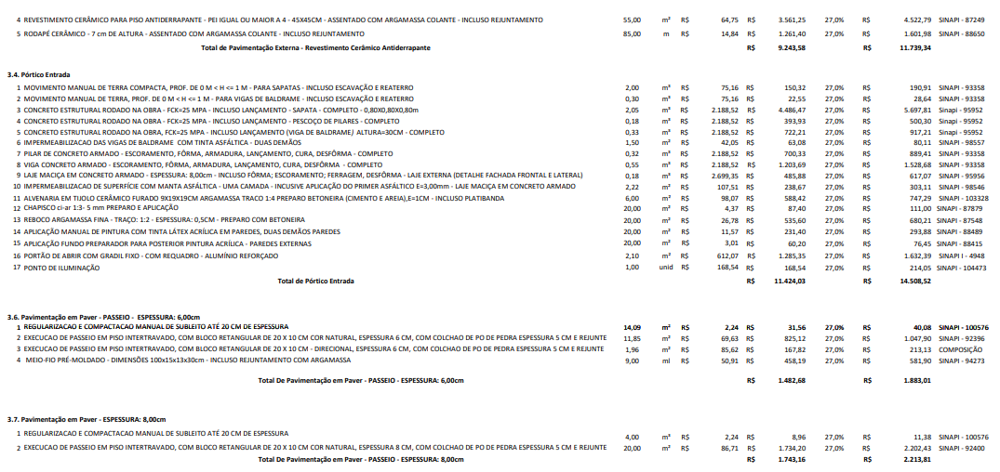 4 REVESTIMENTO CERÂMICO PARA PISO ANTIDERRAPANTE - PEI IGUAL OU MAIOR A 4 - 45X45CM - ASSENTADO COM ARGAMASSA COLANTE - INCLUSO REJUNTAMENTO 55,00 m² R$ 64,75 R$ 3.561,25 27,0% R$ 4.522,79 SINAPI - 87249
5 RODAPÉ CERÂMICO - 7 cm DE ALTURA - ASSENTADO COM ARGAMASSA COLANTE - INCLUSO REJUNTAMENTO 85,00 m R$ 14,84 R$ 1.261,40 27,0% R$ 1.601,98 SINAPI - 88650
Total de Pavimentação Externa - Revestimento Cerâmico Antiderrapante R$ 9.243,58 R$ 11.739,34
3.4. Pórtico Entrada
1 MOVIMENTO MANUAL DE TERRA COMPACTA, PROF. DE 0 M < H <= 1 M - PARA SAPATAS - INCLUSO ESCAVAÇÃO E REATERRO 2,00 m³ R$ 75,16 R$ 150,32 27,0% R$ 190,91 SINAPI - 93358
2 MOVIMENTO MANUAL DE TERRA, PROF. DE 0 M < H <= 1 M - PARA VIGAS DE BALDRAME - INCLUSO ESCAVAÇÃO E REATERRO 0,30 m³ R$ 75,16 R$ 22,55 27,0% R$ 28,64 SINAPI - 93358
3 CONCRETO ESTRUTURAL RODADO NA OBRA - FCK=25 MPA - INCLUSO LANÇAMENTO - SAPATA - COMPLETO - 0,80X0,80X0,80m 2,05 m³ R$ 2.188,52 R$ 4.486,47 27,0% R$ 5.697,81 Sinapi - 95952
4 CONCRETO ESTRUTURAL RODADO NA OBRA - FCK=25 MPA - INCLUSO LANÇAMENTO - PESCOÇO DE PILARES - COMPLETO 0,18 m³ R$ 2.188,52 R$ 393,93 27,0% R$ 500,30 Sinapi - 95952
5 CONCRETO ESTRUTURAL RODADO NA OBRA, FCK=25 MPA - INCLUSO LANÇAMENTO (VIGA DE BALDRAME) ALTURA=30CM - COMPLETO 0,33 m³ R$ 2.188,52 R$ 722,21 27,0% R$ 917,21 Sinapi - 95952
6 IMPERMEABILIZACAO DAS VIGAS DE BALDRAME COM TINTA ASFÁLTICA - DUAS DEMÃOS 1,50 m² R$ 42,05 R$ 63,08 27,0% R$ 80,11 SINAPI - 98557
7 PILAR DE CONCRETO ARMADO - ESCORAMENTO, FÔRMA, ARMADURA, LANÇAMENTO, CURA, DESFÔRMA - COMPLETO 0,32 m³ R$ 2.188,52 R$ 700,33 27,0% R$ 889,41 SINAPI - 93358
8 VIGA CONCRETO ARMADO - ESCORAMENTO, FÔRMA, ARMADURA, LANÇAMENTO, CURA, DESFÔRMA - COMPLETO 0,55 m³ R$ 2.188,52 R$ 1.203,69 27,0% R$ 1.528,68 SINAPI - 93358
9 LAJE MACIÇA EM CONCRETO ARMADO - ESPESSURA: 8,00cm - INCLUSO FÔRMA; ESCORAMENTO; FERRAGEM, DESFÔRMA - LAJE EXTERNA (DETALHE FACHADA FRONTAL E LATERAL) 0,18 m³ R$ 2.699,35 R$ 485,88 27,0% R$ 617,07 SINAPI - 95956
10 IMPERMEABILIZACAO DE SUPERFÍCIE COM MANTA ASFÁLTICA - UMA CAMADA - INCUSIVE APLICAÇÃO DO PRIMER ASFÁLTICO E=3,00mm - LAJE MACIÇA EM CONCRETO ARMADO 2,22 m² R$ 107,51 R$ 238,67 27,0% R$ 303,11 SINAPI - 98546
11 ALVENARIA EM TIJOLO CERÂMICO FURADO 9X19X19CM ARGAMASSA TRACO 1:4 PREPARO BETONEIRA (CIMENTO E AREIA),E=1CM - INCLUSO PLATIBANDA 6,00 m² R$ 98,07 R$ 588,42 27,0% R$ 747,29 SINAPI - 103328
12 CHAPISCO ci-ar 1:3- 5 mm PREPARO E APLICAÇÃO 20,00 m² R$ 4,37 R$ 87,40 27,0% R$ 111,00 SINAPI - 87879
13 REBOCO ARGAMASSA FINA - TRAÇO: 1:2 - ESPESSURA: 0,5CM - PREPARO COM BETONEIRA 20,00 m² R$ 26,78 R$ 535,60 27,0% R$ 680,21 SINAPI - 87548
14 APLICAÇÃO MANUAL DE PINTURA COM TINTA LÁTEX ACRÍLICA EM PAREDES, DUAS DEMÃOS PAREDES 20,00 m² R$ 11,57 R$ 231,40 27,0% R$ 293,88 SINAPI - 88489
15 APLICAÇÃO FUNDO PREPARADOR PARA POSTERIOR PINTURA ACRÍLICA - PAREDES EXTERNAS 20,00 m² R$ 3,01 R$ 60,20 27,0% R$ 76,45 SINAPI - 88415
16 PORTÃO DE ABRIR COM GRADIL FIXO - COM REQUADRO - ALUMÍNIO REFORÇADO 2,10 m² R$ 612,07 R$ 1.285,35 27,0% R$ 1.632,39 SINAPI I - 4948
17 PONTO DE ILUMINAÇÃO 1,00 unid R$ 168,54 R$ 168,54 27,0% R$ 214,05 SINAPI - 104473
Total de Pórtico Entrada R$ 11.424,03 R$ 14.508,52
3.6. Pavimentação em Paver - PASSEIO - ESPESSURA: 6,00cm
1 REGULARIZACAO E COMPACTACAO MANUAL DE SUBLEITO ATÉ 20 CM DE ESPESSURA 14,09 m² R$ 2,24 R$ 31,56 27,0% R$ 40,08 SINAPI - 100576
2 EXECUCAO DE PASSEIO EM PISO INTERTRAVADO, COM BLOCO RETANGULAR DE 20 X 10 CM COR NATURAL, ESPESSURA 6 CM, COM COLCHAO DE PO DE PEDRA ESPESSURA 5 CM E REJUNTE 11,85 m² R$ 69,63 R$ 825,12 27,0% R$ 1.047,90 SINAPI - 92396
3 EXECUCAO DE PASSEIO EM PISO INTERTRAVADO, COM BLOCO RETANGULAR DE 20 X 10 CM - DIRECIONAL, ESPESSURA 6 CM, COM COLCHAO DE PO DE PEDRA ESPESSURA 5 CM E REJUNTE 1,96 m² R$ 85,62 R$ 167,82 27,0% R$ 213,13 COMPOSIÇÃO
4 MEIO-FIO PRÉ-MOLDADO - DIMENSÕES 100x15x13x30cm - INCLUSO REJUNTAMENTO COM ARGAMASSA 9,00 ml R$ 50,91 R$ 458,19 27,0% R$ 581,90 SINAPI - 94273
Total De Pavimentação em Paver - PASSEIO - ESPESSURA: 6,00cm R$ 1.482,68 R$ 1.883,01
3.7. Pavimentação em Paver - ESPESSURA: 8,00cm
1 REGULARIZACAO E COMPACTACAO MANUAL DE SUBLEITO ATÉ 20 CM DE ESPESSURA 4,00 m² R$ 2,24 R$ 8,96 27,0% R$ 11,38 SINAPI - 100576
2 EXECUCAO DE PASSEIO EM PISO INTERTRAVADO, COM BLOCO RETANGULAR DE 20 X 10 CM COR NATURAL, ESPESSURA 8 CM, COM COLCHAO DE PO DE PEDRA ESPESSURA 5 CM E REJUNTE 20,00 m² R$ 86,71 R$ 1.734,20 27,0% R$ 2.202,43 SINAPI - 92400
Total De Pavimentação em Paver - PASSEIO - ESPESSURA: 8,00cm R$ 1.743,16 R$ 2.213,81